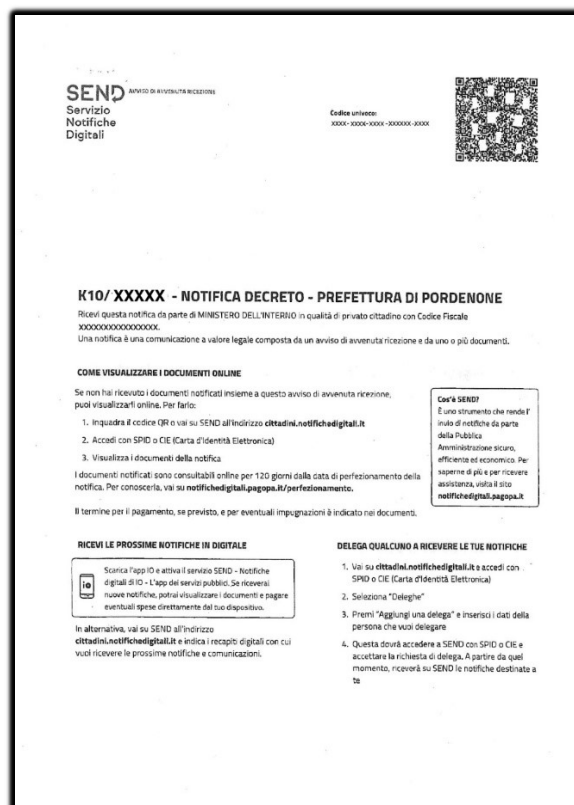 SEND AVVISO DI AVVENUTA RICEZIONE
Servizio
Notifiche
Digitali
Codice univoco:
XXXX-XXXX-XXXX-XXXXXX-XXXX
K10/ XXXXX - NOTIFICA DECRETO - PREFETTURA DI PORDENONE
Ricevi questa notifica da parte di MINISTERO DELL'INTERNO in qualità di privato cittadino con Codice Fiscale
XXXXXXXXXXXXXXXX.
Una notifica è una comunicazione a valore legale composta da un avviso di avvenuta ricezione e da uno o più documenti.
COME VISUALIZZARE I DOCUMENTI ONLINE
Se non hai ricevuto i documenti notificati insieme a questo avviso di avvenuta ricezione,
puoi visualizzarli online. Per farlo:
1. Inquadra il codice QR o vai su SEND all'indirizzo cittadini.notifichedigitali.it
2. Accedi con SPID o CIE (Carta d'Identità Elettronica)
3. Visualizza i documenti della notifica
I documenti notificati sono consultabili online per 120 giorni dalla data di perfezionamento della
notifica. Per conoscerla, vai su notifichedigitali.pagopa.it/perfezionamento.
Il termine per il pagamento, se previsto, e per eventuali impugnazioni è indicato nei documenti.
Cos'è SEND?
È uno strumento che rende l'
invio di notifiche da parte
della Pubblica
Amministrazione sicuro,
efficiente ed economico. Per
saperne di più e per ricevere
assistenza, visita il sito
notifichedigitali.pagopa.it
RICEVI LE PROSSIME NOTIFICHE IN DIGITALE
io
Scarica l'app IO e attiva il servizio SEND - Notifiche
digitali di IO - L'app dei servizi pubblici. Se riceverai
nuove notifiche, potrai visualizzare i documenti e pagare
eventuali spese direttamente dal tuo dispositivo.
In alternativa, vai su SEND all'indirizzo
cittadini.notifichedigitali.it e indica i recapiti digitali con cui
vuoi ricevere le prossime notifiche e comunicazioni.
DELEGA QUALCUNO A RICEVERE LE TUE NOTIFICHE
1. Vai su cittadini.notifichedigitali.it e accedi con
SPID o CIE (Carta d'Identità Elettronica)
2. Seleziona "Deleghe"
3. Premi "Aggiungi una delega" e inserisci i dati della
persona che vuoi delegare
4. Questa dovrà accedere a SEND con SPID o CIE e
accettare la richiesta di delega. A partire da quel
momento, riceverà su SEND le notifiche destinate a
te